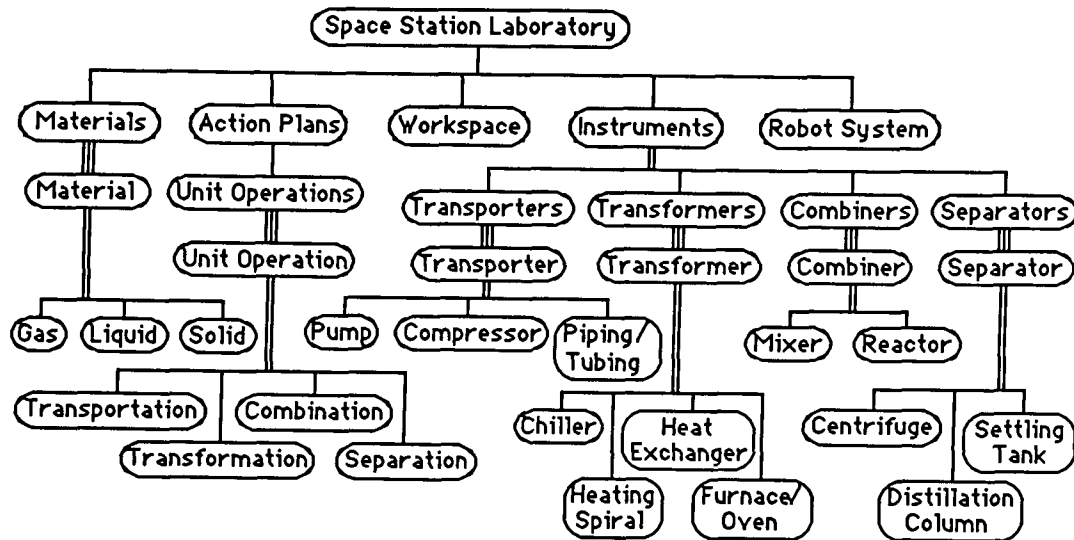 Space Station Laboratory
Materials
Action Plans
Workspace
Instruments
Robot System
Material
Unit Operations
Transporters
Transformers
Combiners
Separators
Unit Operation
Transporter
Transformer
Combiner
Separator
Gas
Liquid
Solid
Pump
Compressor
Piping/
Tubing
Mixer
Reactor
Transportation
Combination
Transformation
Separation
Chiller
Heat
Exchanger
Heating
Spiral
Furnace/
Oven
Centrifuge
Settling
Tank
Distillation
Column